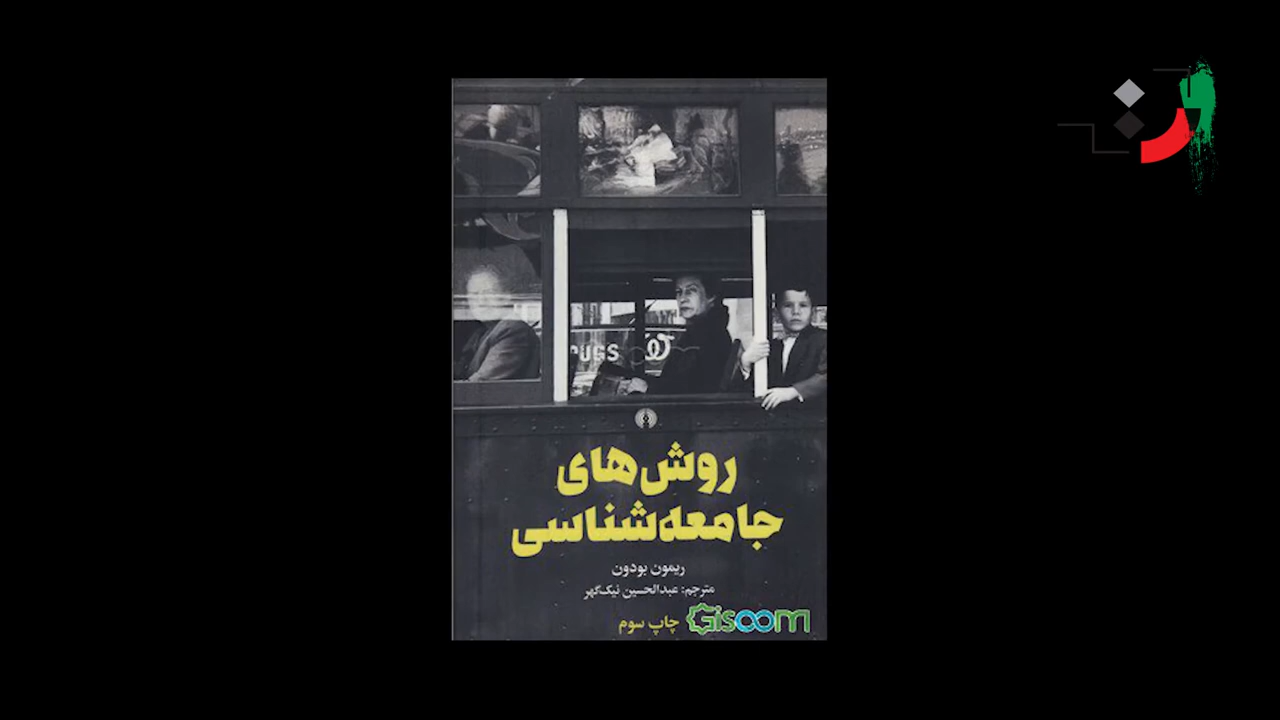 روش‌های
جامعه‌شناسی
ریمون بودون
مترجم: عبدالحسین نیک‌گهر
چاپ سوم
Gisoom